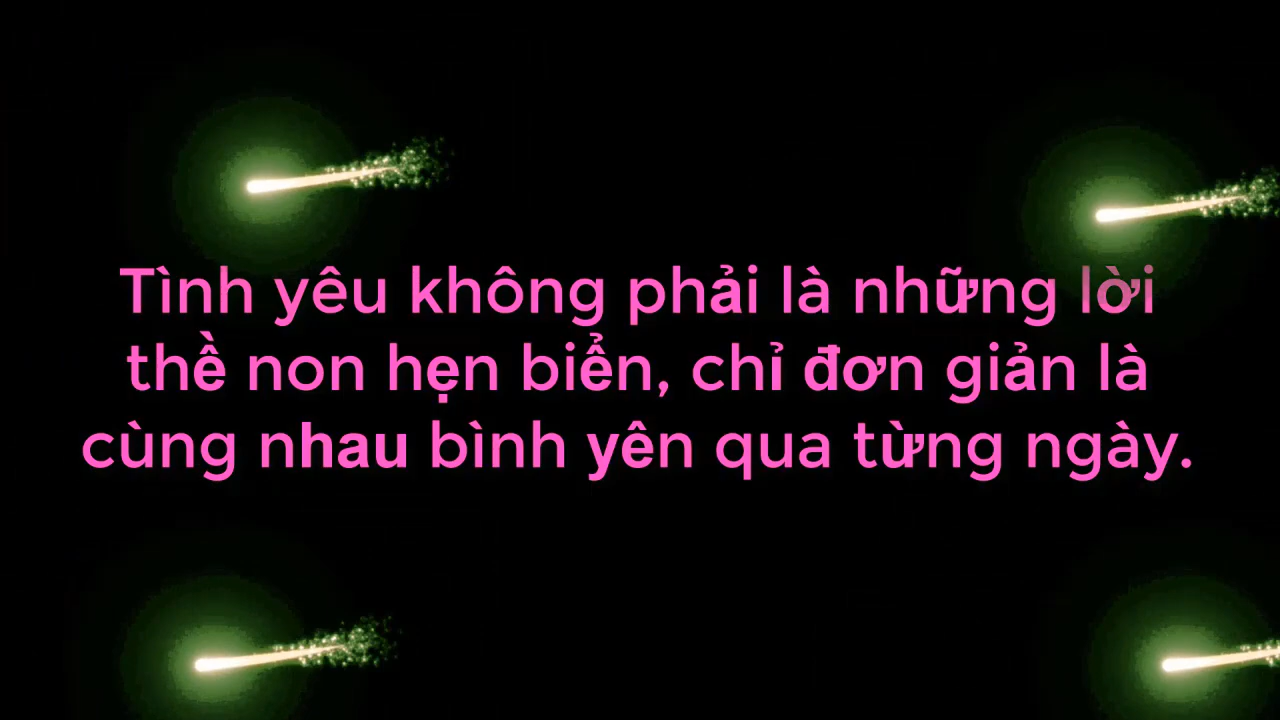 Tình yêu không phải là những lời
thề non hẹn biển, chỉ đơn giản là
cùng nhau bình yên qua từng ngày.